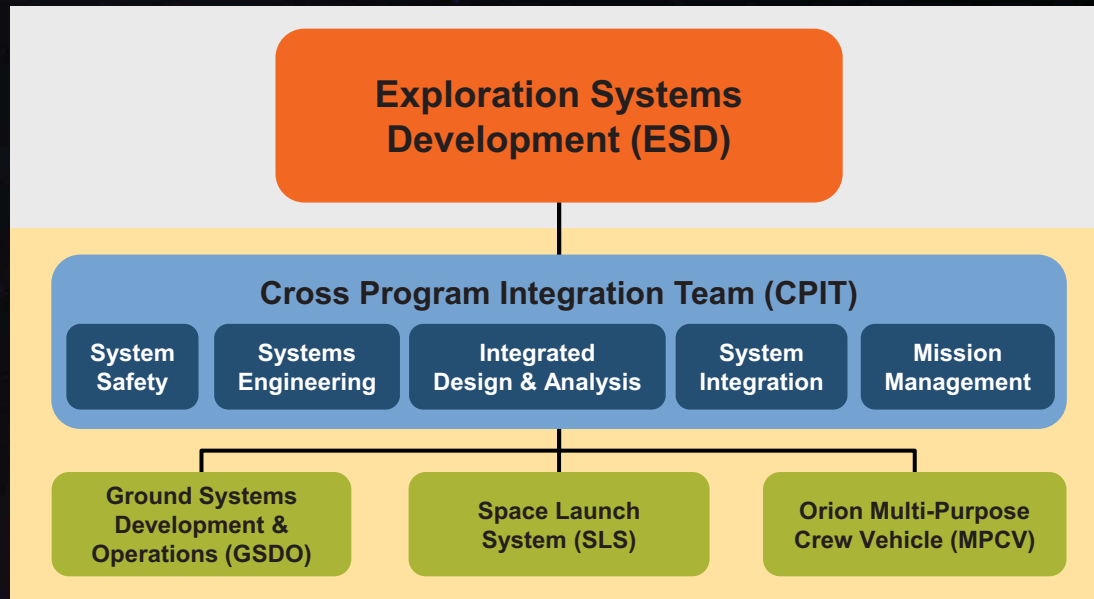 Exploration Systems
Development (ESD)
Cross Program Integration Team (CPIT)
System
Safety
Systems
Engineering
Integrated
Design & Analysis
System
Integration
Mission
Management
Ground Systems
Development &
Operations (GSDO)
Space Launch
System (SLS)
Orion Multi-Purpose
Crew Vehicle (MPCV)